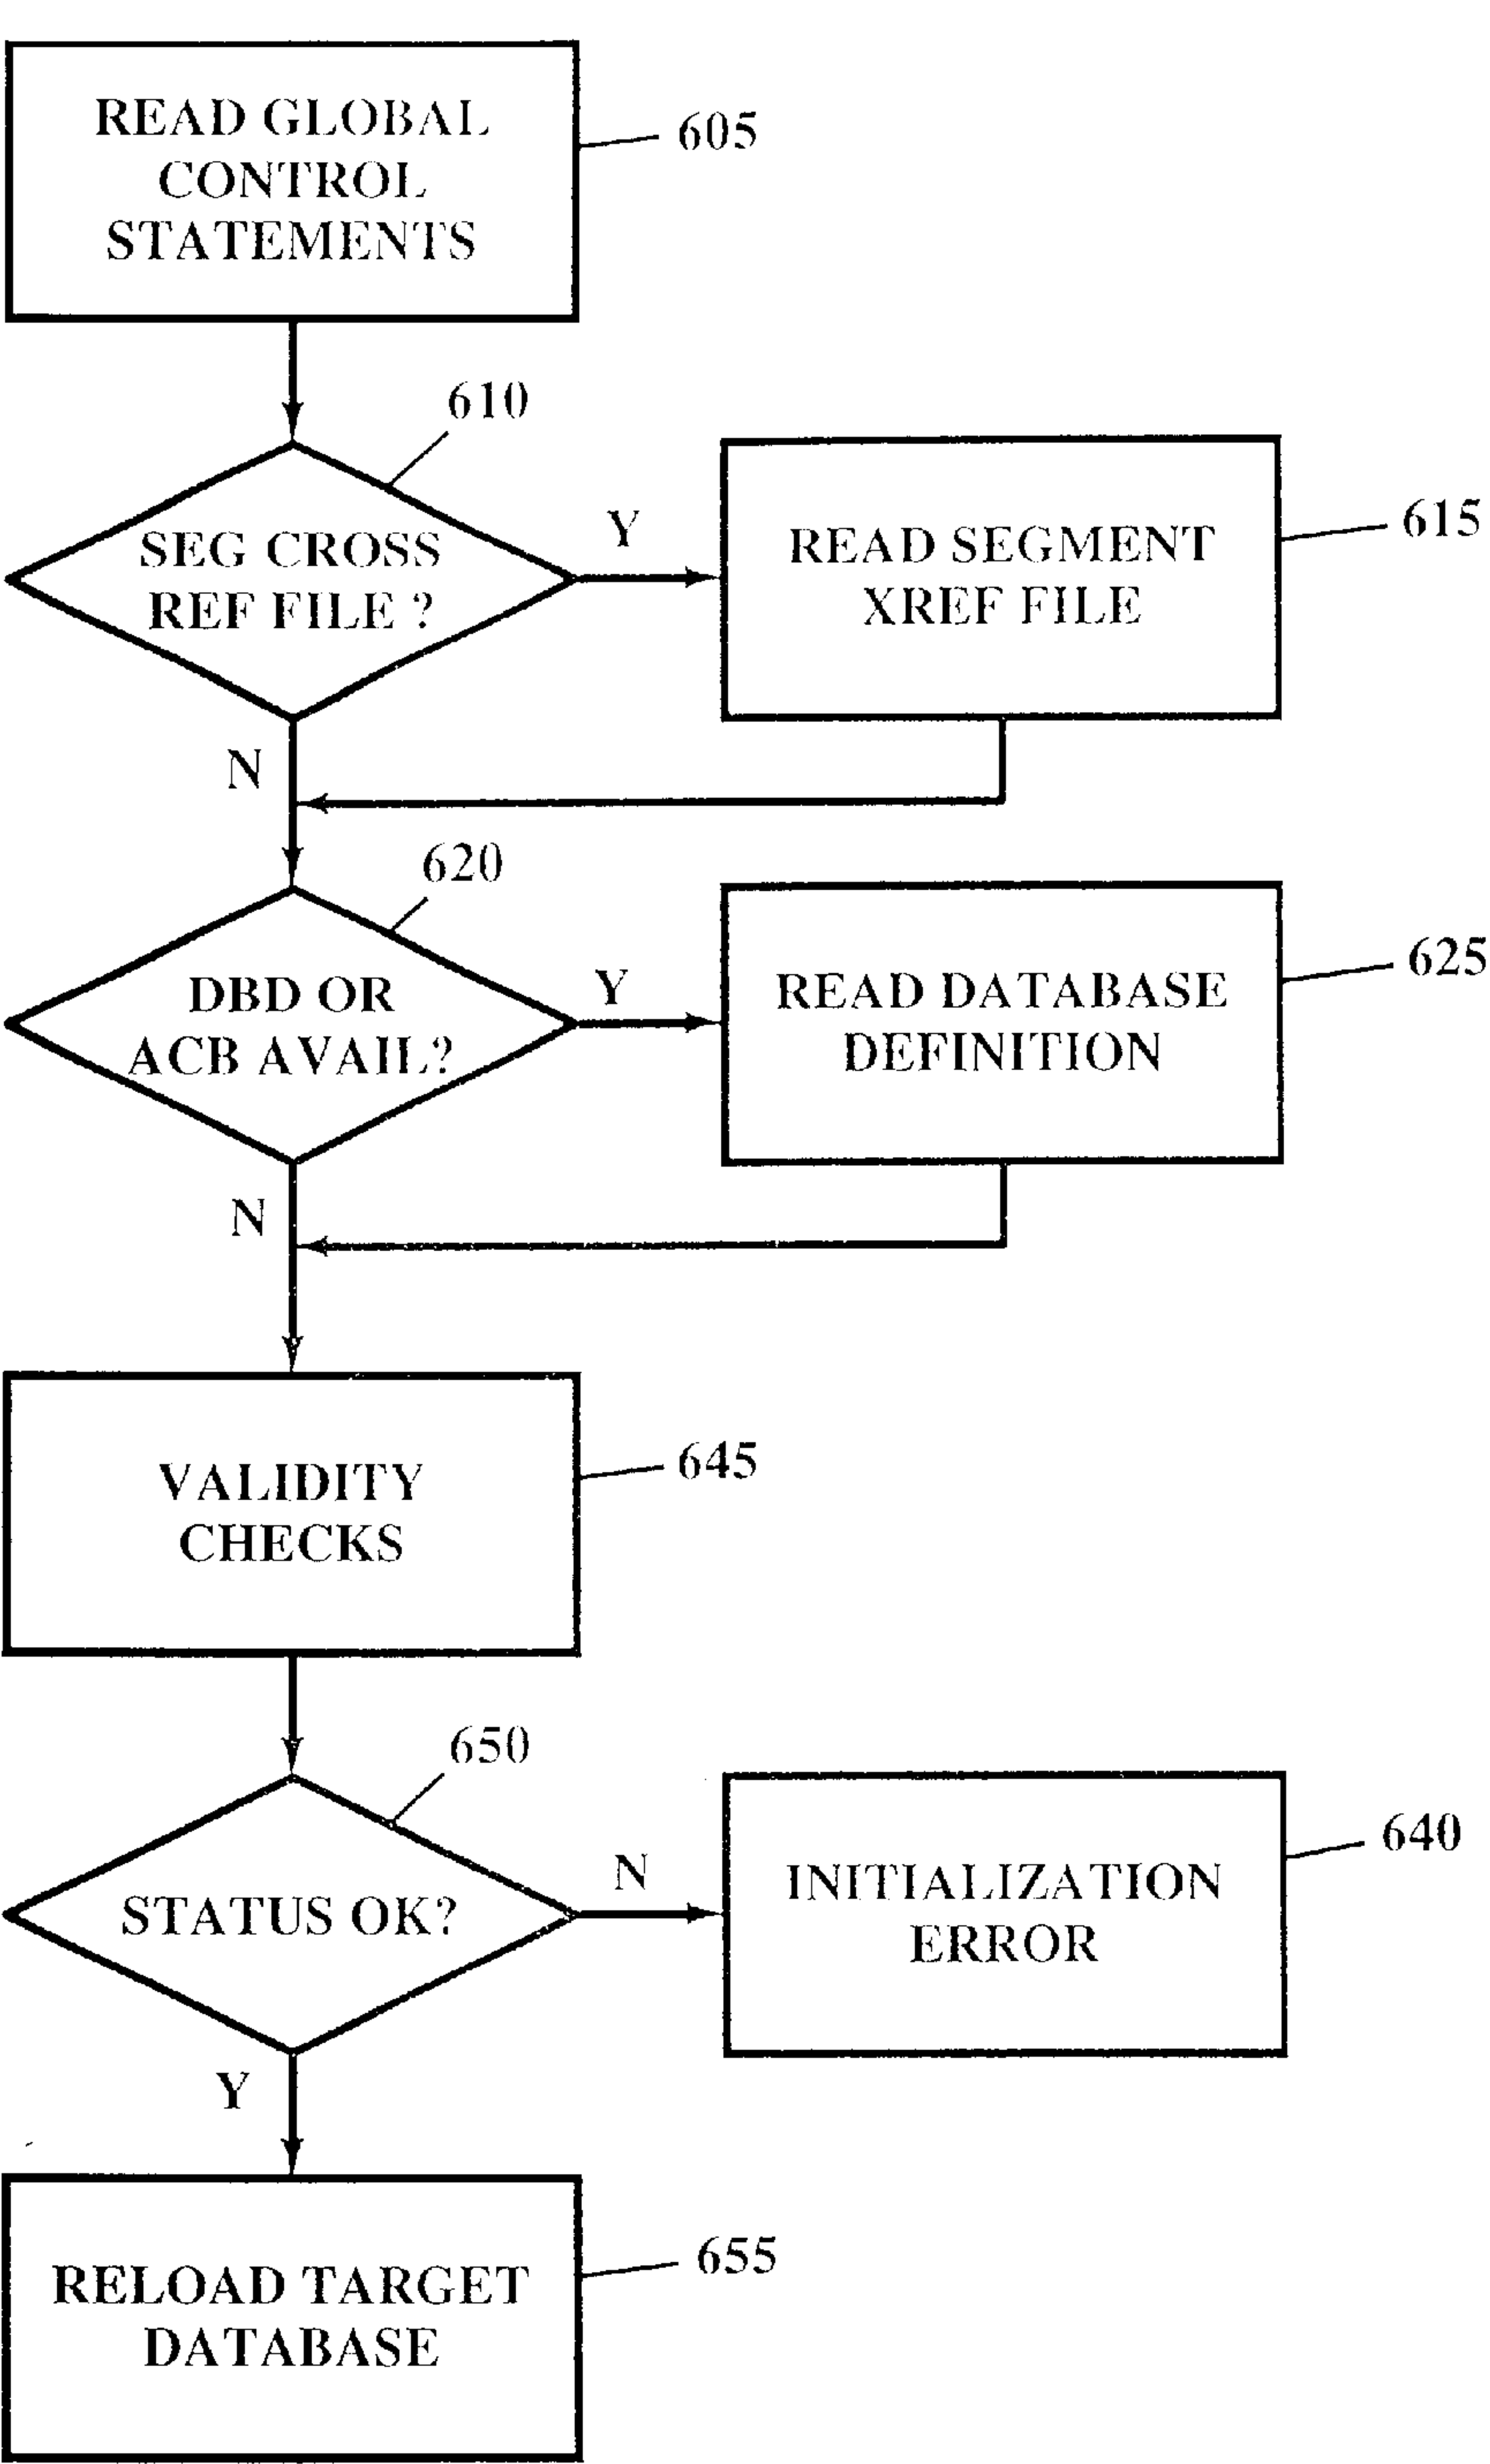 READ GLOBAL
CONTROL
STATEMENTS
605
610
SEG CROSS
REF FILE ?
Y
READ SEGMENT
XREF FILE
615
N
620
DBD OR
ACB AVAIL?
Y
READ DATABASE
DEFINITION
625
N
VALIDITY
CHECKS
645
650
STATUS OK?
N
INITIALIZATION
ERROR
640
Y
RELOAD TARGET
DATABASE
655